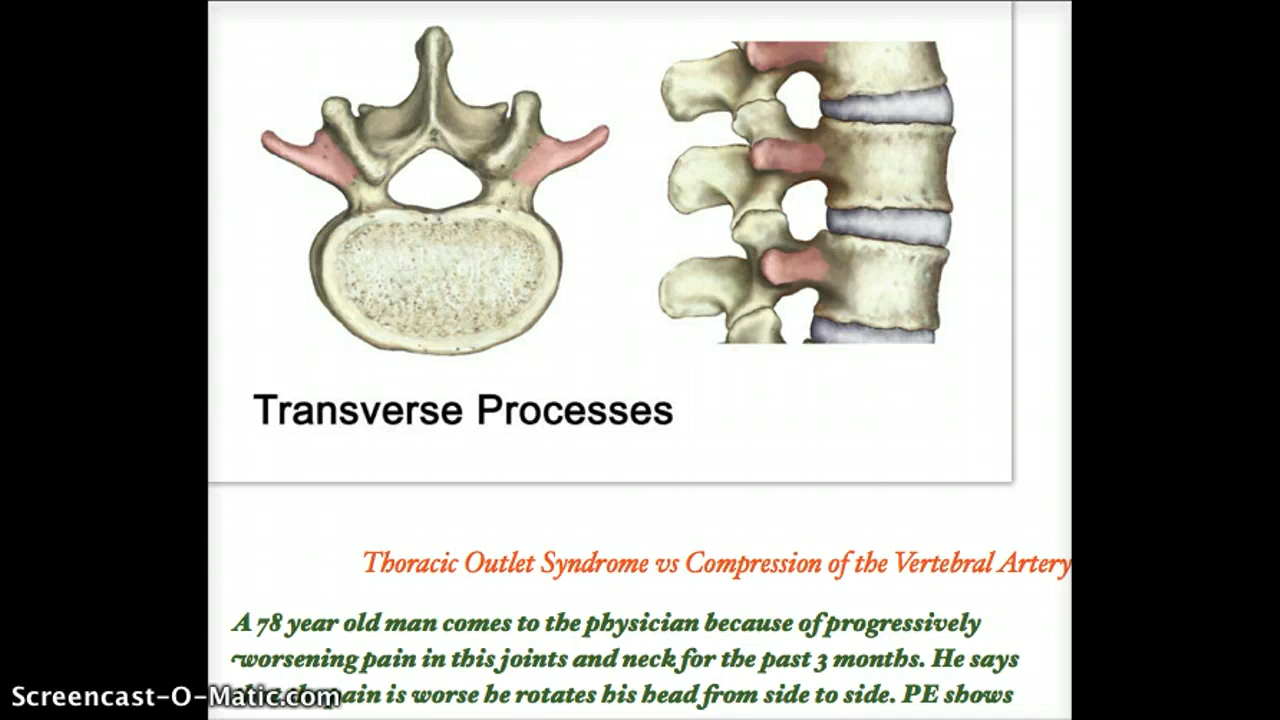 Transverse Processes
Thoracic Outlet Syndrome vs Compression of the Vertebral Artery
A 78 year old man comes to the physician because of progressively
worsening pain in this joints and neck for the past 3 months. He says
pain is worse he rotates his head from side to side. PE shows
Screencast-O-Matic.com